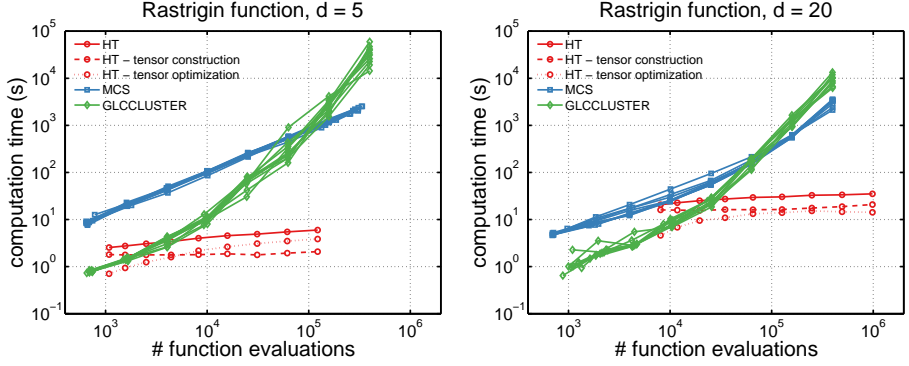 Rastrigin function, d = 5
computation time (s)
10^5
10^4
10^3
10^2
10^1
10^0
10^−1
HT
HT − tensor construction
HT − tensor optimization
MCS
GLCCLUSTER
10^3
10^4
10^5
10^6
# function evaluations
Rastrigin function, d = 20
computation time (s)
10^5
10^4
10^3
10^2
10^1
10^0
10^−1
HT
HT − tensor construction
HT − tensor optimization
MCS
GLCCLUSTER
10^3
10^4
10^5
10^6
# function evaluations